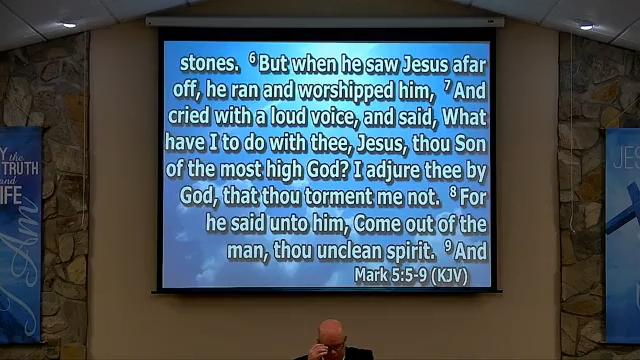 stones. ⁶ But when he saw Jesus afar
off, he ran and worshipped him, ⁷ And
cried with a loud voice, and said, What
have I to do with thee, Jesus, thou Son
of the most high God? I adjure thee by
God, that thou torment me not. ⁸ For
he said unto him, Come out of the
man, thou unclean spirit. ⁹ And
Mark 5:5-9 (KJV)
the
TRUTH
and
IFE
I Am
JES